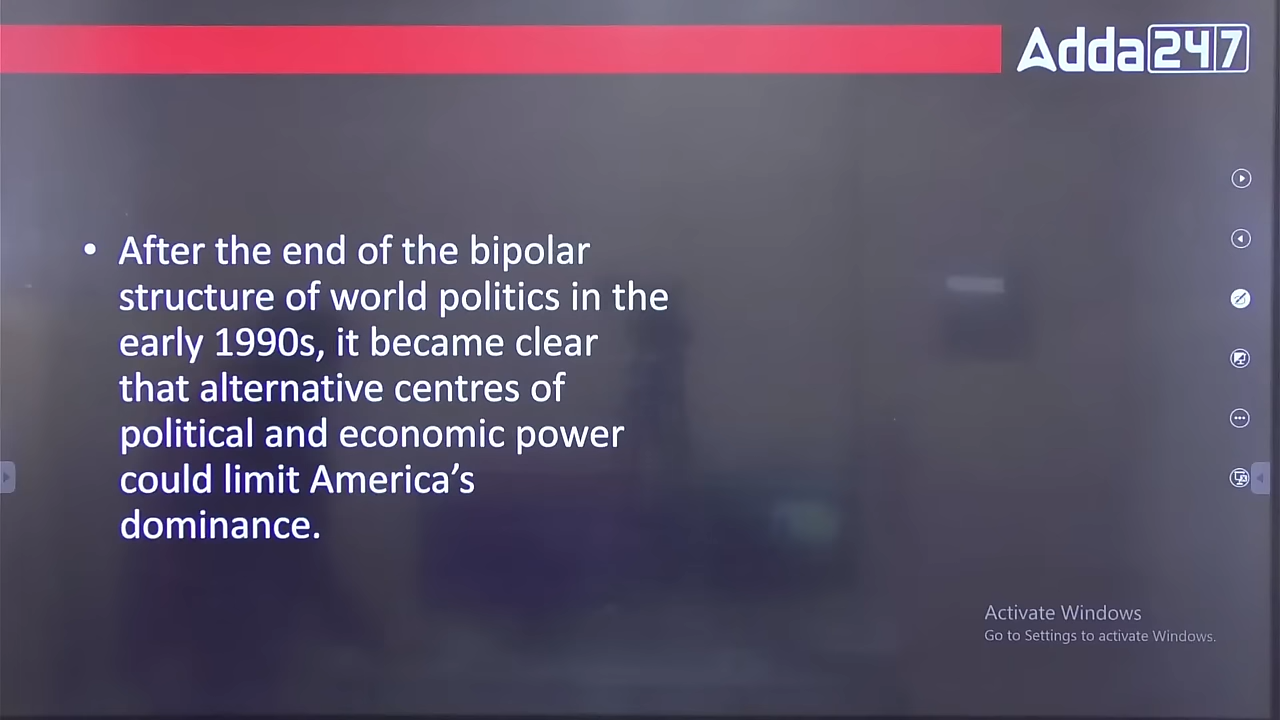 Adda247
• After the end of the bipolar
structure of world politics in the
early 1990s, it became clear
that alternative centres of
political and economic power
could limit America's
dominance.
Activate Windows
Go to Settings to activate Windows.